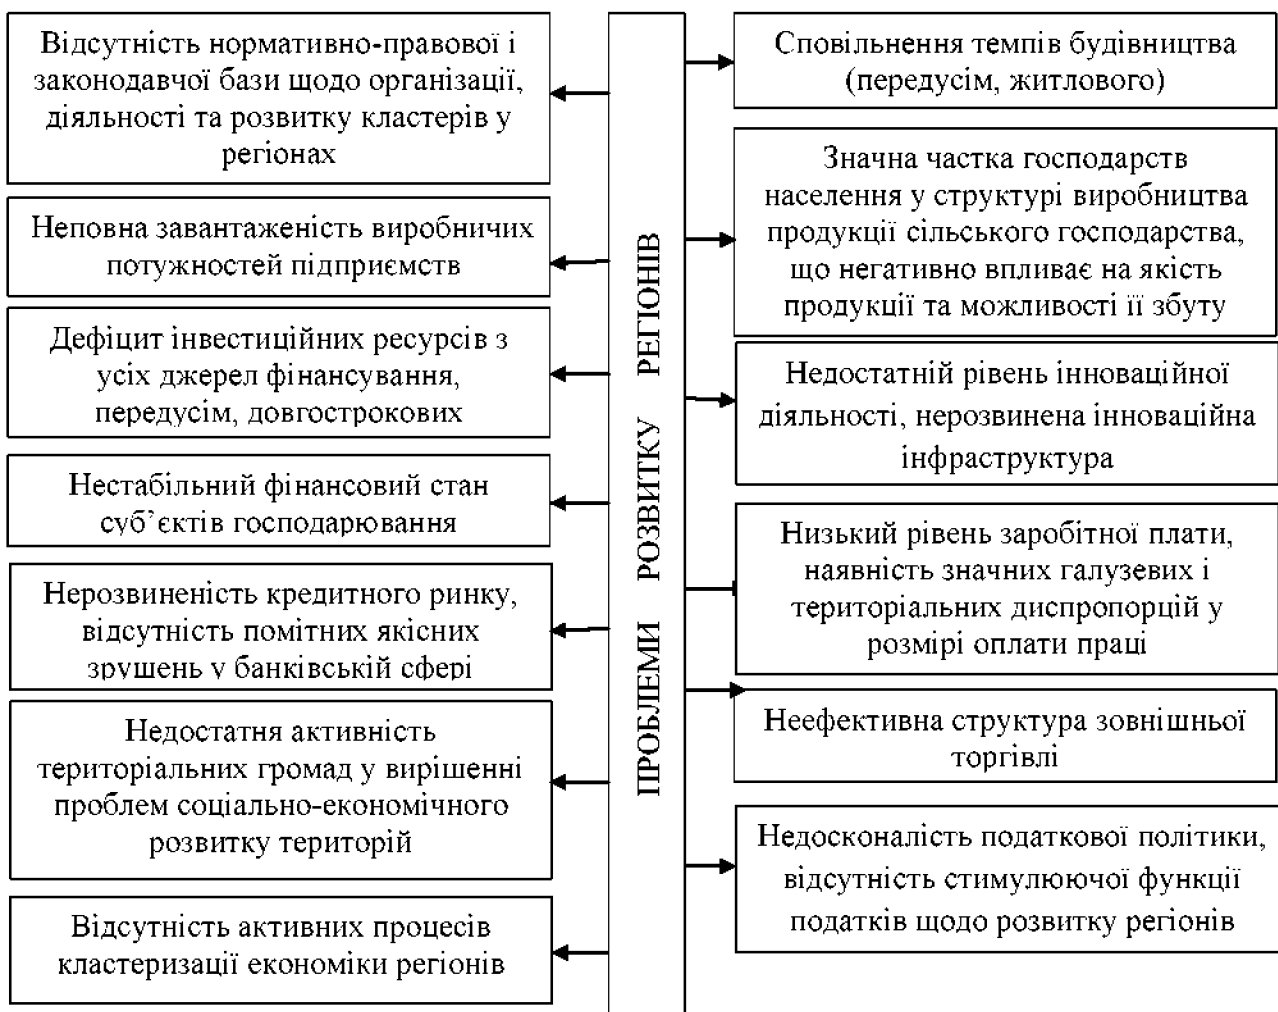 Відсутність нормативно-правової і
законодавчої бази щодо організації,
діяльності та розвитку кластерів у
регіонах
Неповна завантаженість виробничих
потужностей підприємств
Дефіцит інвестиційних ресурсів з
усіх джерел фінансування,
передусім, довгострокових
Нестабільний фінансовий стан
суб’єктів господарювання
Нерозвиненість кредитного ринку,
відсутність помітних якісних
зрушень у банківській сфері
Недостатня активність
територіальних громад у вирішенні
проблем соціально-економічного
розвитку територій
Відсутність активних процесів
кластеризації економіки регіонів
ПРОБЛЕМИ РОЗВИТКУ РЕГІОНІВ
Сповільнення темпів будівництва
(передусім, житлового)
Значна частка господарств
населення у структурі виробництва
продукції сільського господарства,
що негативно впливає на якість
продукції та можливості її збуту
Недостатній рівень інноваційної
діяльності, нерозвинена інноваційна
інфраструктура
Низький рівень заробітної плати,
наявність значних галузевих і
територіальних диспропорцій у
розмірі оплати праці
Неефективна структура зовнішньої
торгівлі
Недосконалість податкової політики,
відсутність стимулюючої функції
податків щодо розвитку регіонів